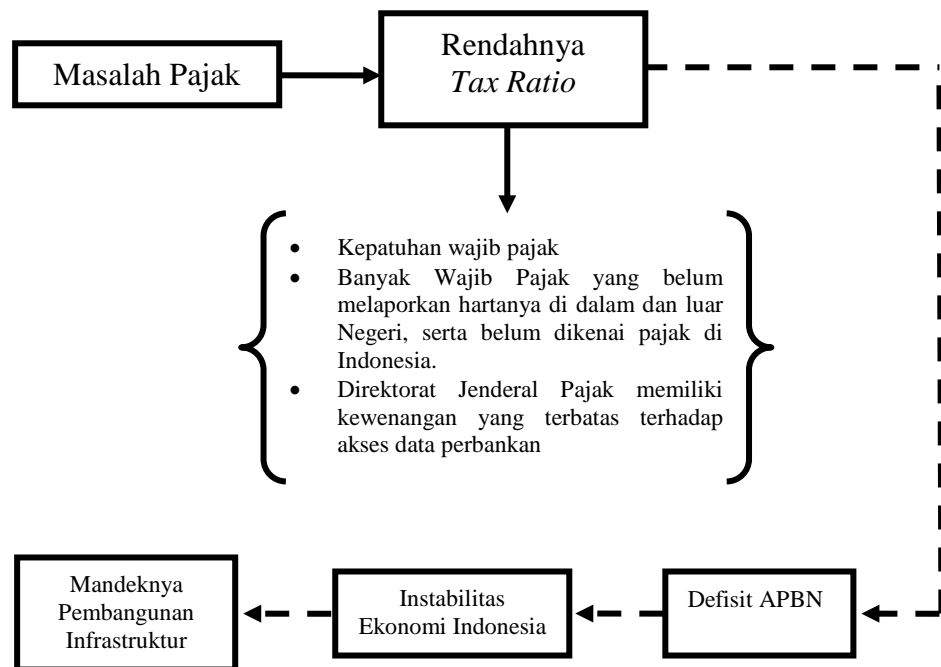 Masalah Pajak
Rendahnya
Tax Ratio
• Kepatuhan wajib pajak
• Banyak Wajib Pajak yang belum
melaporkan hartanya di dalam dan luar
Negeri, serta belum dikenai pajak di
Indonesia.
• Direktorat Jenderal Pajak memiliki
kewenangan yang terbatas terhadap
akses data perbankan
Mandeknya
Pembangunan
Infrastruktur
Instabilitas
Ekonomi Indonesia
Defisit APBN